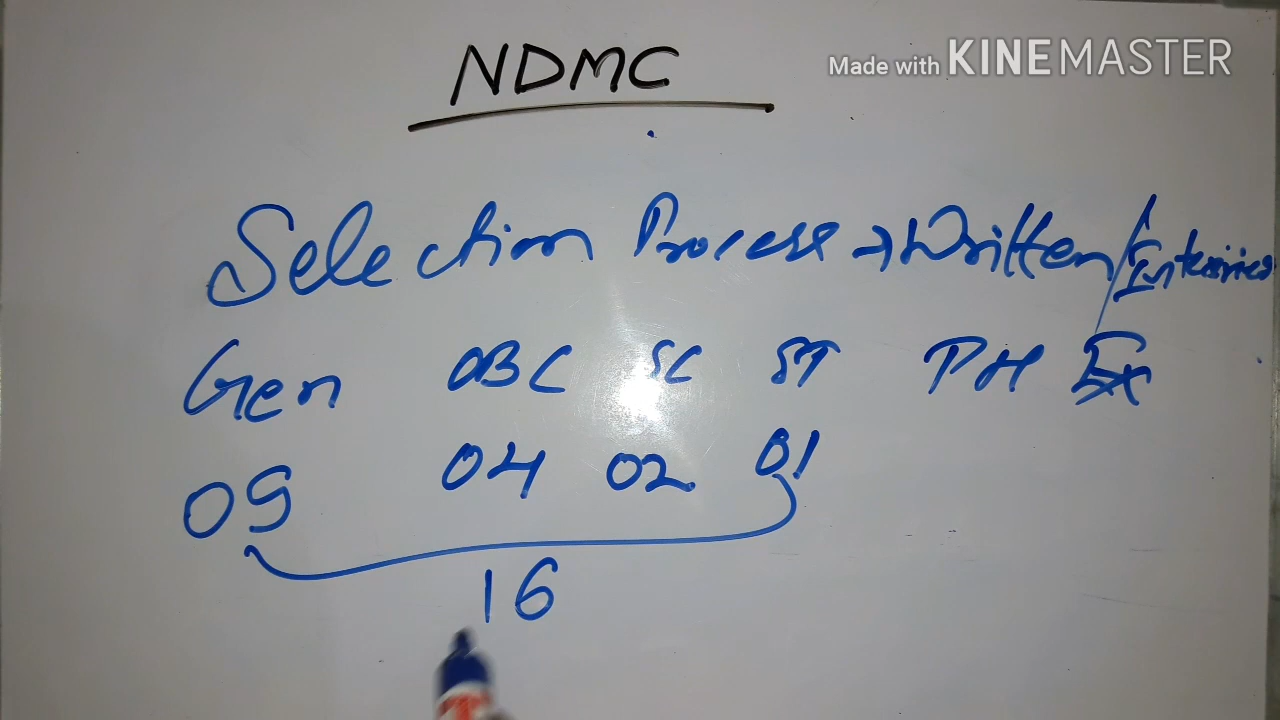 NDMC
Made with KINEMASTER
Selection Process → Written/Interview
Gen OBC SC ST PH Ex
09 04 02 01
16